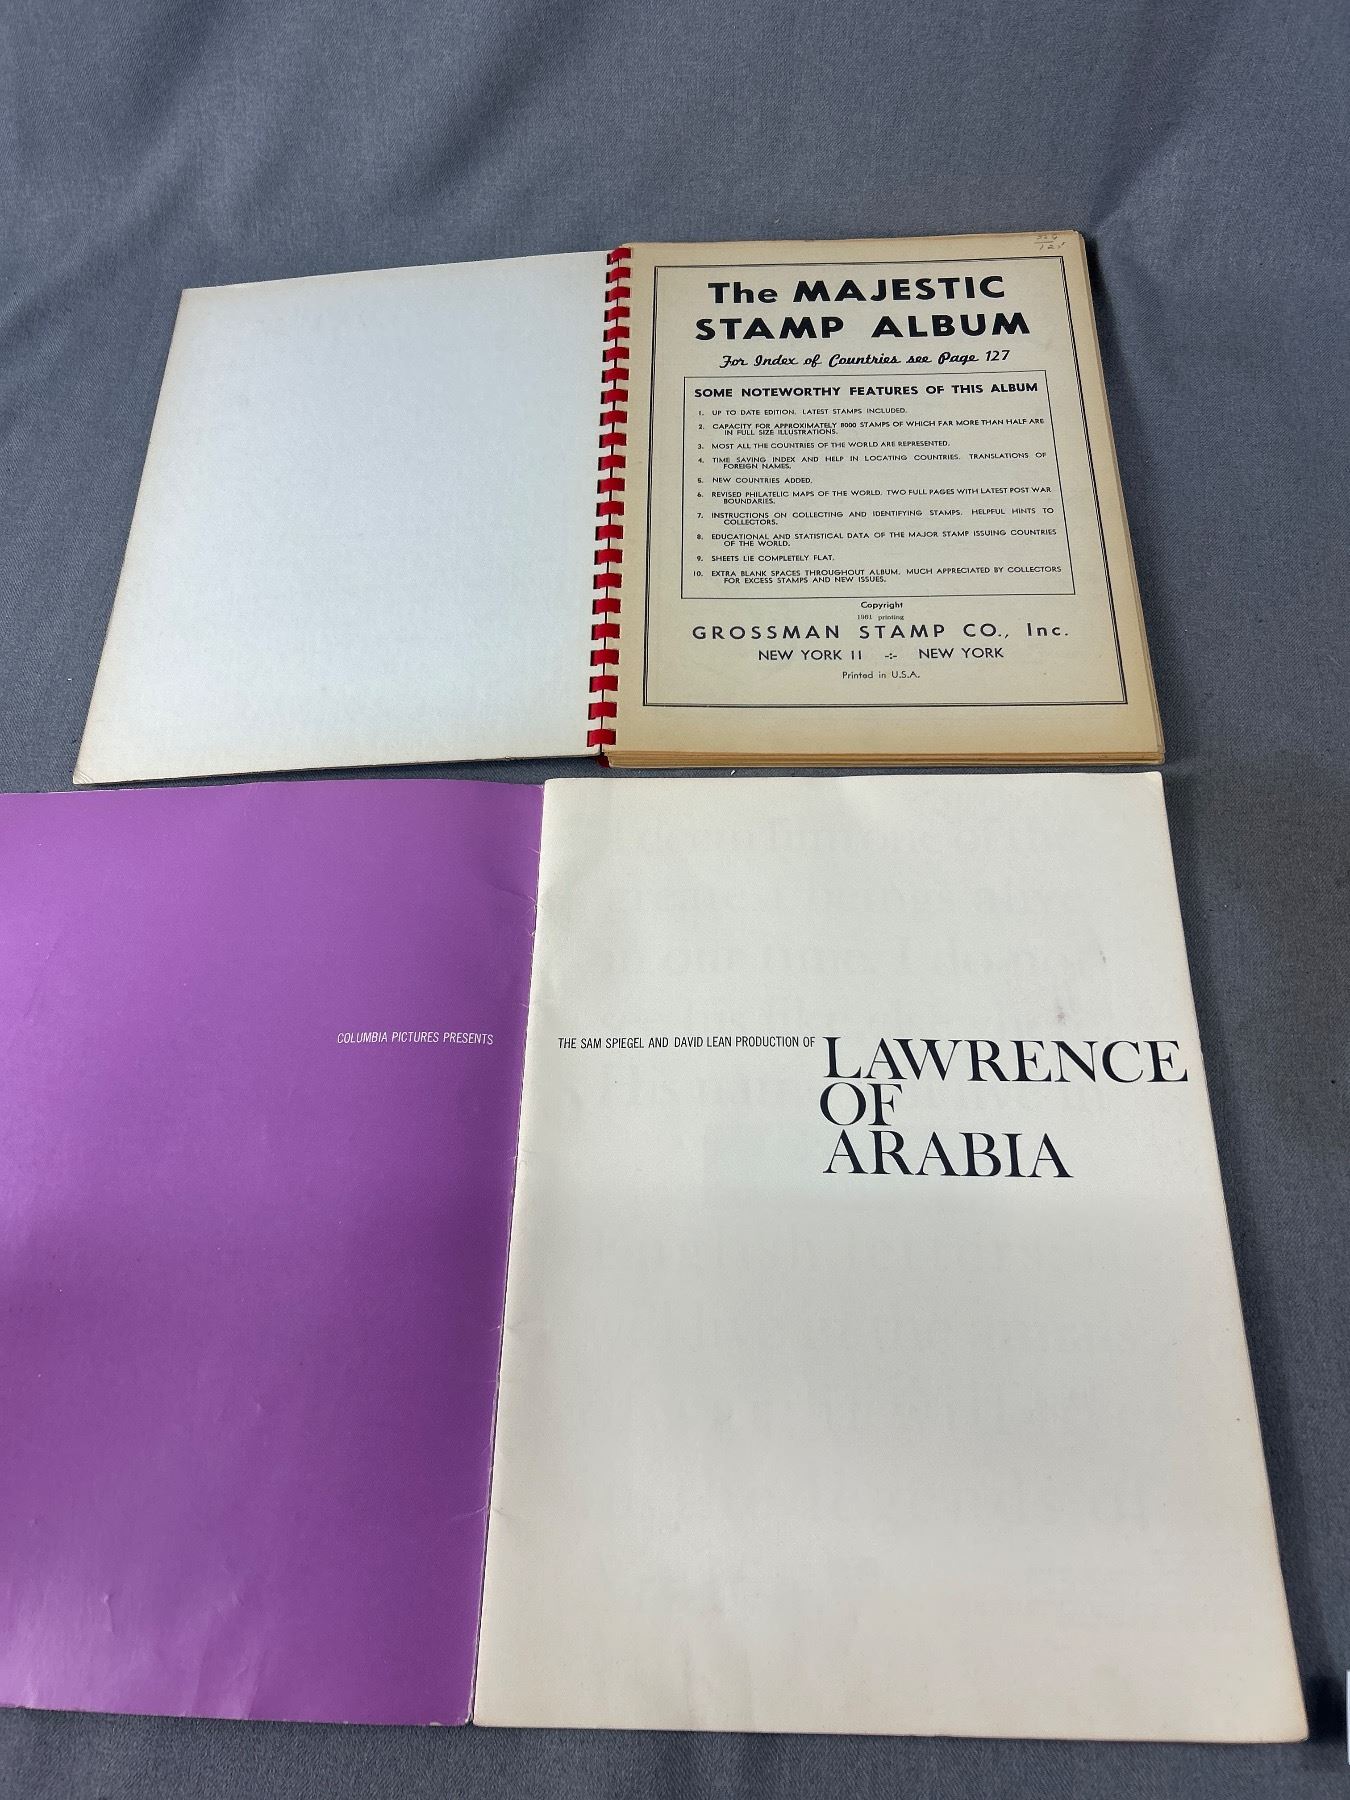 The MAJESTIC
STAMP ALBUM
For Index of Countries see Page 127
SOME NOTEWORTHY FEATURES OF THIS ALBUM
1. UP TO DATE EDITION. LATEST STAMPS INCLUDED.
2. CAPACITY FOR APPROXIMATELY 8000 STAMPS OF WHICH FAR MORE THAN HALF ARE
IN FULL SIZE ILLUSTRATIONS.
3. MOST ALL THE COUNTRIES OF THE WORLD ARE REPRESENTED.
4. TIME SAVING INDEX AND HELP IN LOCATING COUNTRIES. TRANSLATIONS OF
FOREIGN NAMES.
5. NEW COUNTRIES ADDED.
6. REVISED PHILATELIC MAPS OF THE WORLD. TWO FULL PAGES WITH LATEST POST WAR
BOUNDARIES.
7. INSTRUCTIONS ON COLLECTING AND IDENTIFYING STAMPS. HELPFUL HINTS TO
COLLECTORS.
8. EDUCATIONAL AND STATISTICAL DATA OF THE MAJOR STAMP ISSUING COUNTRIES
OF THE WORLD.
9. SHEETS LIE COMPLETELY FLAT.
10. EXTRA BLANK SPACES THROUGHOUT ALBUM. MUCH APPRECIATED BY COLLECTORS
FOR EXCESS STAMPS AND NEW ISSUES.
Copyright
1961 printing
GROSSMAN STAMP CO., Inc.
NEW YORK 11 -:- NEW YORK
Printed in U.S.A.
COLUMBIA PICTURES PRESENTS
THE SAM SPIEGEL AND DAVID LEAN PRODUCTION OF LAWRENCE
OF
ARABIA